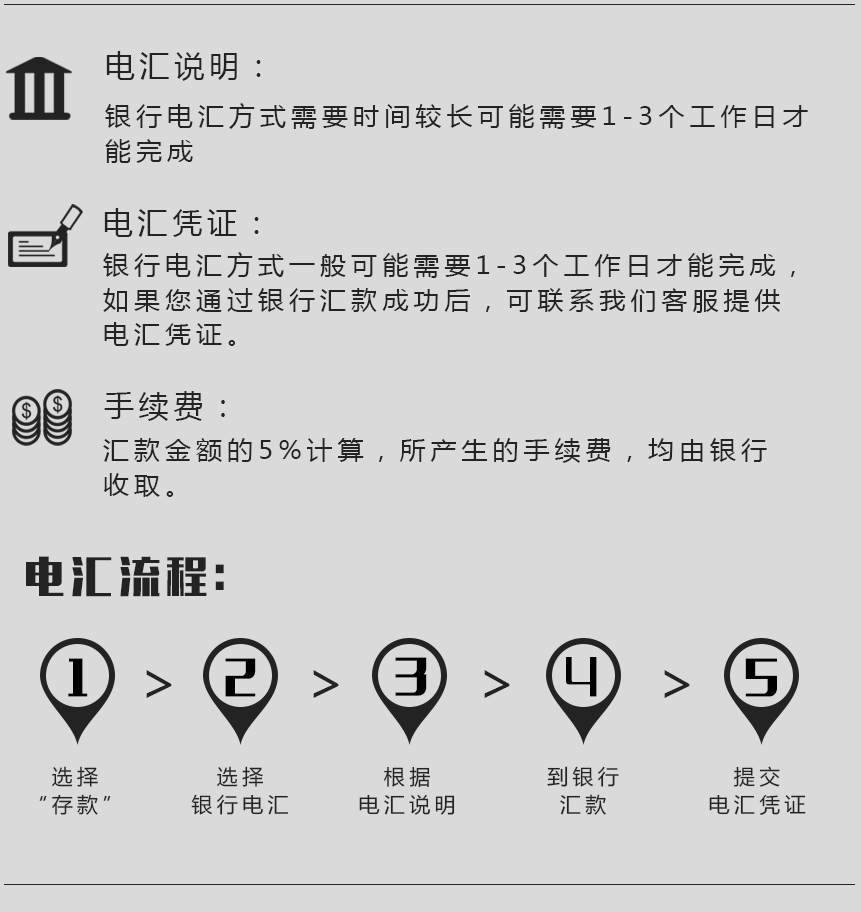 电汇说明：
银行电汇方式需要时间较长可能需要1-3个工作日才
能完成
电汇凭证：
银行电汇方式一般可能需要1-3个工作日才能完成，
如果您通过银行汇款成功后，可联系我们客服提供
电汇凭证。
$ $
手续费：
汇款金额的5%计算，所产生的手续费，均由银行
收取。
电汇流程:
1 > 2 > 3 > 4 > 5
选择 选择 根据 到银行 提交
“存款” 银行电汇 电汇说明 汇款 电汇凭证